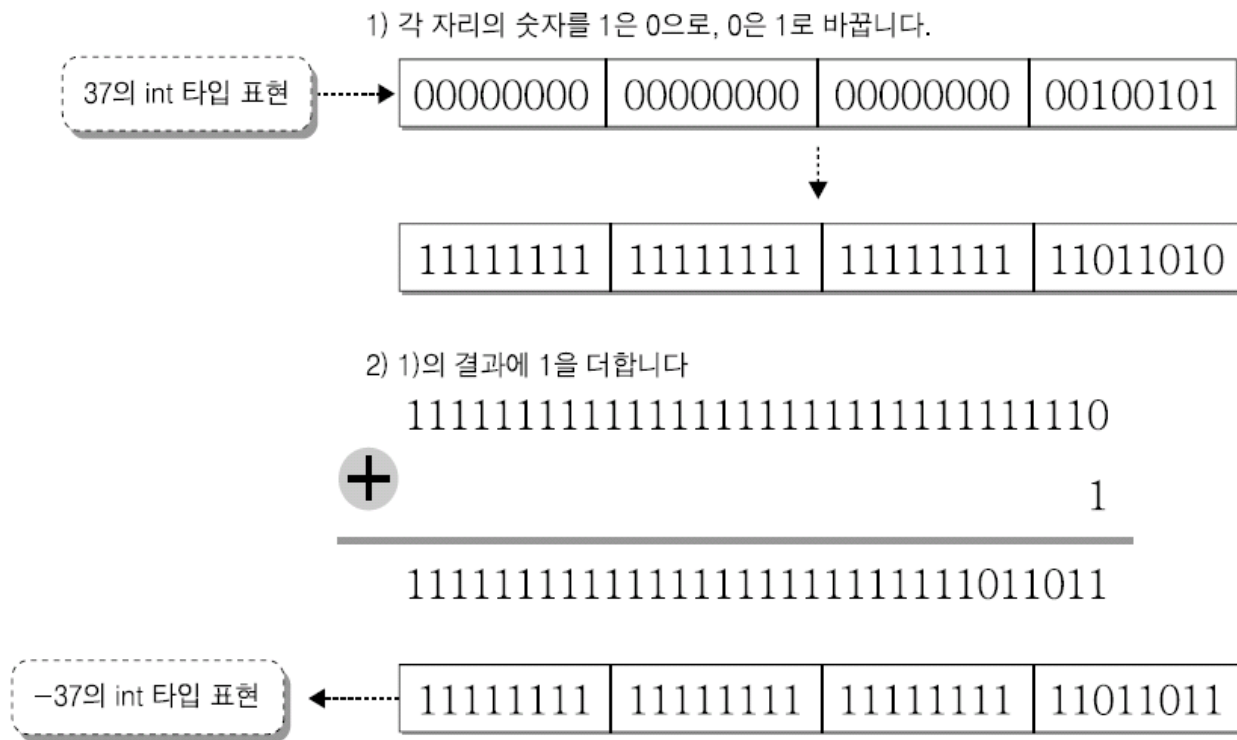 1) 각 자리의 숫자를 1은 0으로, 0은 1로 바꿉니다.
37의 int 타입 표현
00000000 00000000 00000000 00100101
11111111 11111111 11111111 11011010
2) 1)의 결과에 1을 더합니다
11111111111111111111111111111110
+
1
11111111111111111111111111011011
−37의 int 타입 표현
11111111 11111111 11111111 11011011